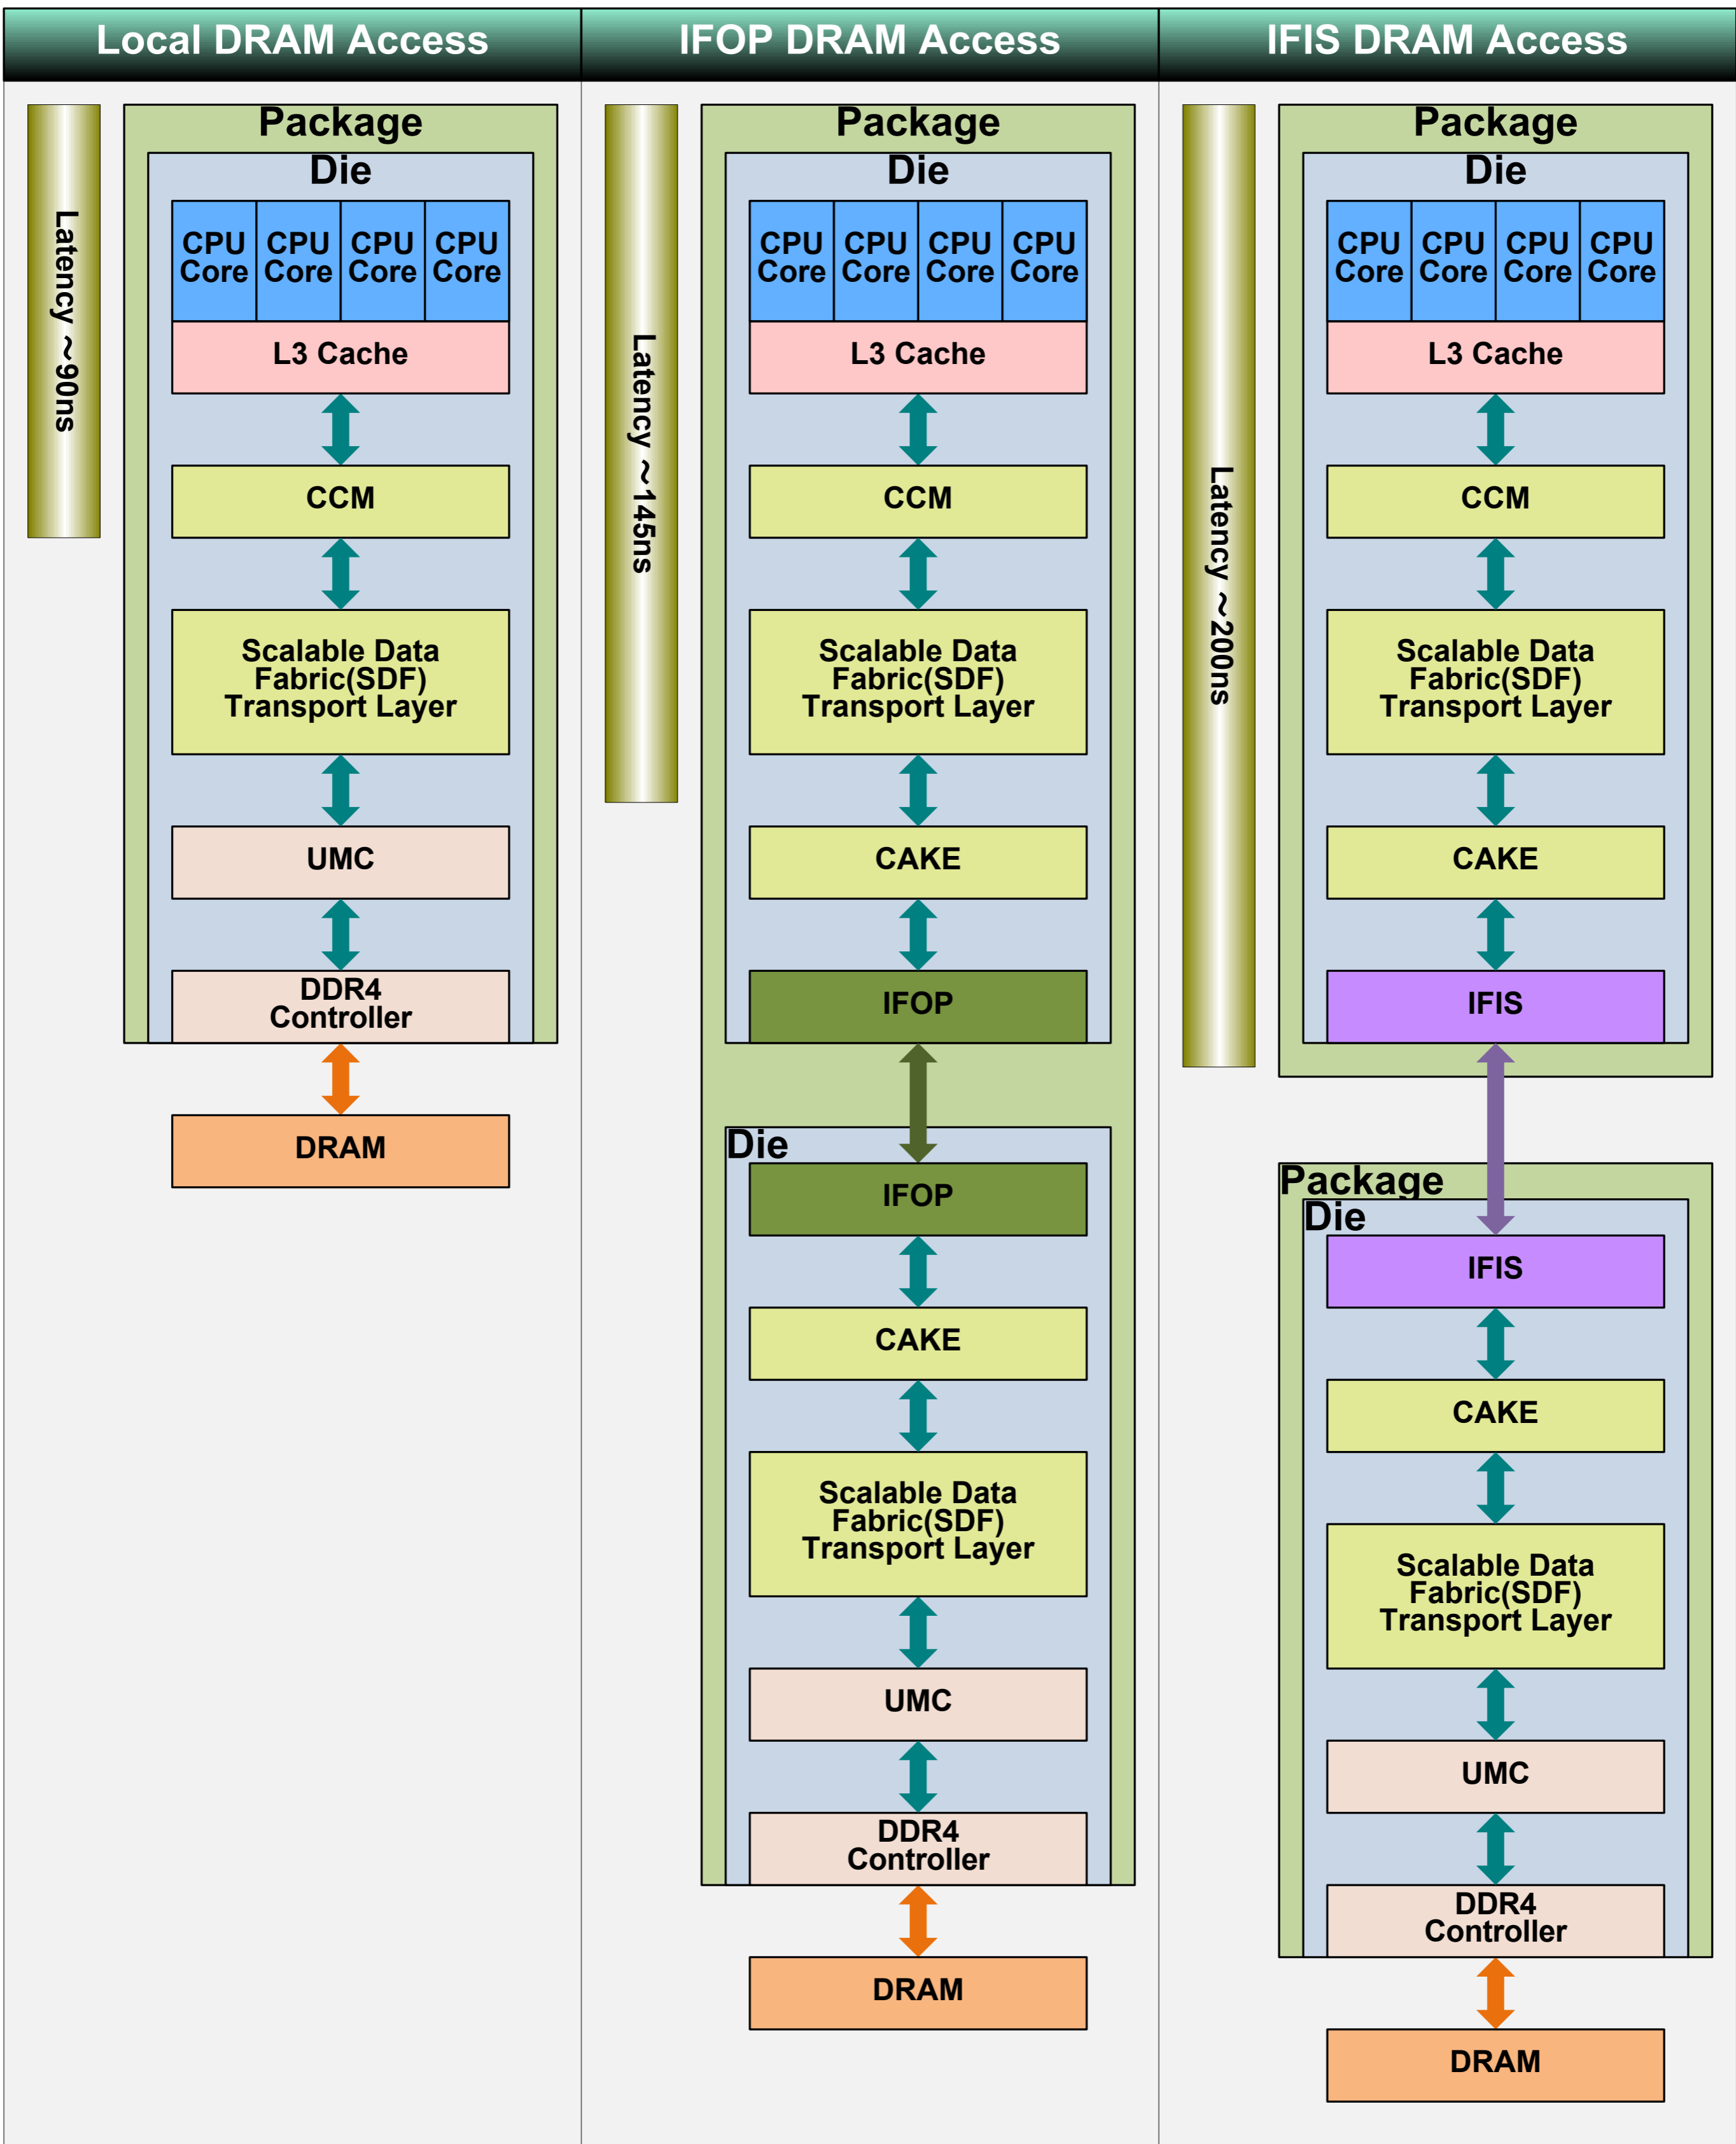 Local DRAM Access
Latency ~90ns
Package
Die
CPU Core
CPU Core
CPU Core
CPU Core
L3 Cache
CCM
Scalable Data
Fabric(SDF)
Transport Layer
UMC
DDR4
Controller
DRAM
IFOP DRAM Access
Latency ~145ns
Package
Die
CPU Core
CPU Core
CPU Core
CPU Core
L3 Cache
CCM
Scalable Data
Fabric(SDF)
Transport Layer
CAKE
IFOP
Die
IFOP
CAKE
Scalable Data
Fabric(SDF)
Transport Layer
UMC
DDR4
Controller
DRAM
IFIS DRAM Access
Latency ~200ns
Package
Die
CPU Core
CPU Core
CPU Core
CPU Core
L3 Cache
CCM
Scalable Data
Fabric(SDF)
Transport Layer
CAKE
IFIS
Package
Die
IFIS
CAKE
Scalable Data
Fabric(SDF)
Transport Layer
UMC
DDR4
Controller
DRAM